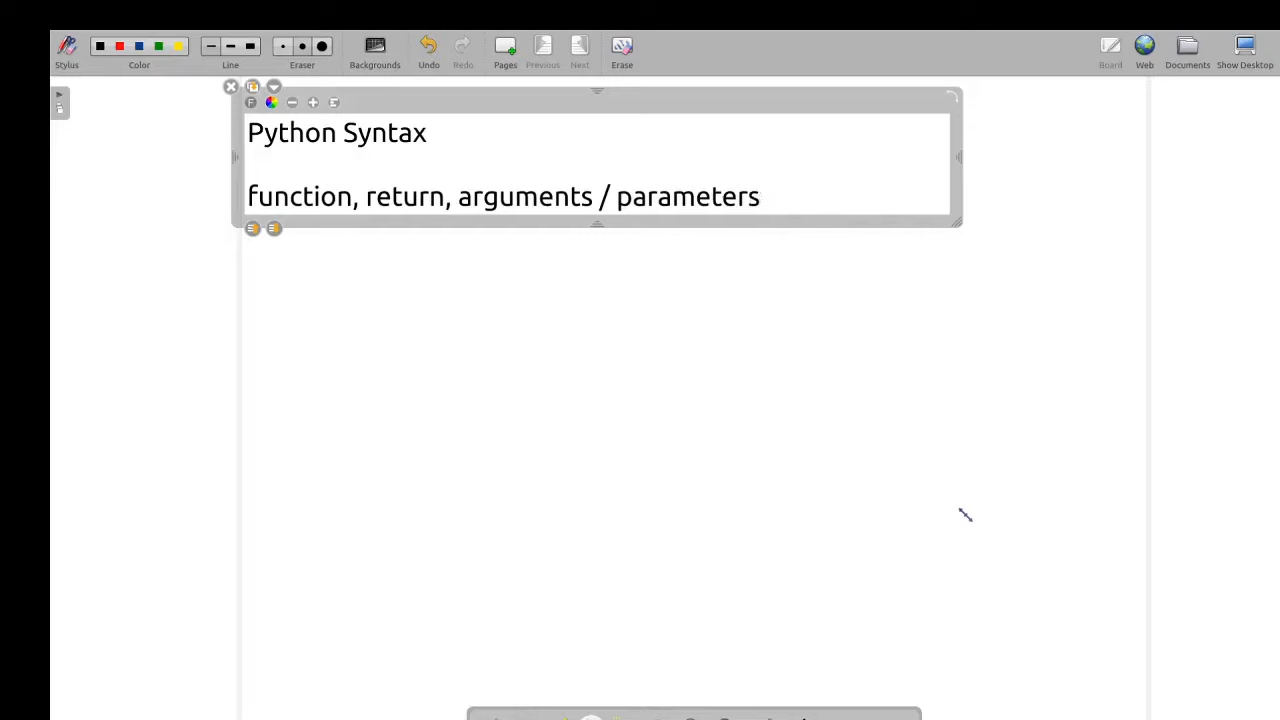 Stylus Color Line Eraser Backgrounds Undo Redo Pages Previous Next Erase Board Web Documents Show Desktop
F
Python Syntax
function, return, arguments / parameters